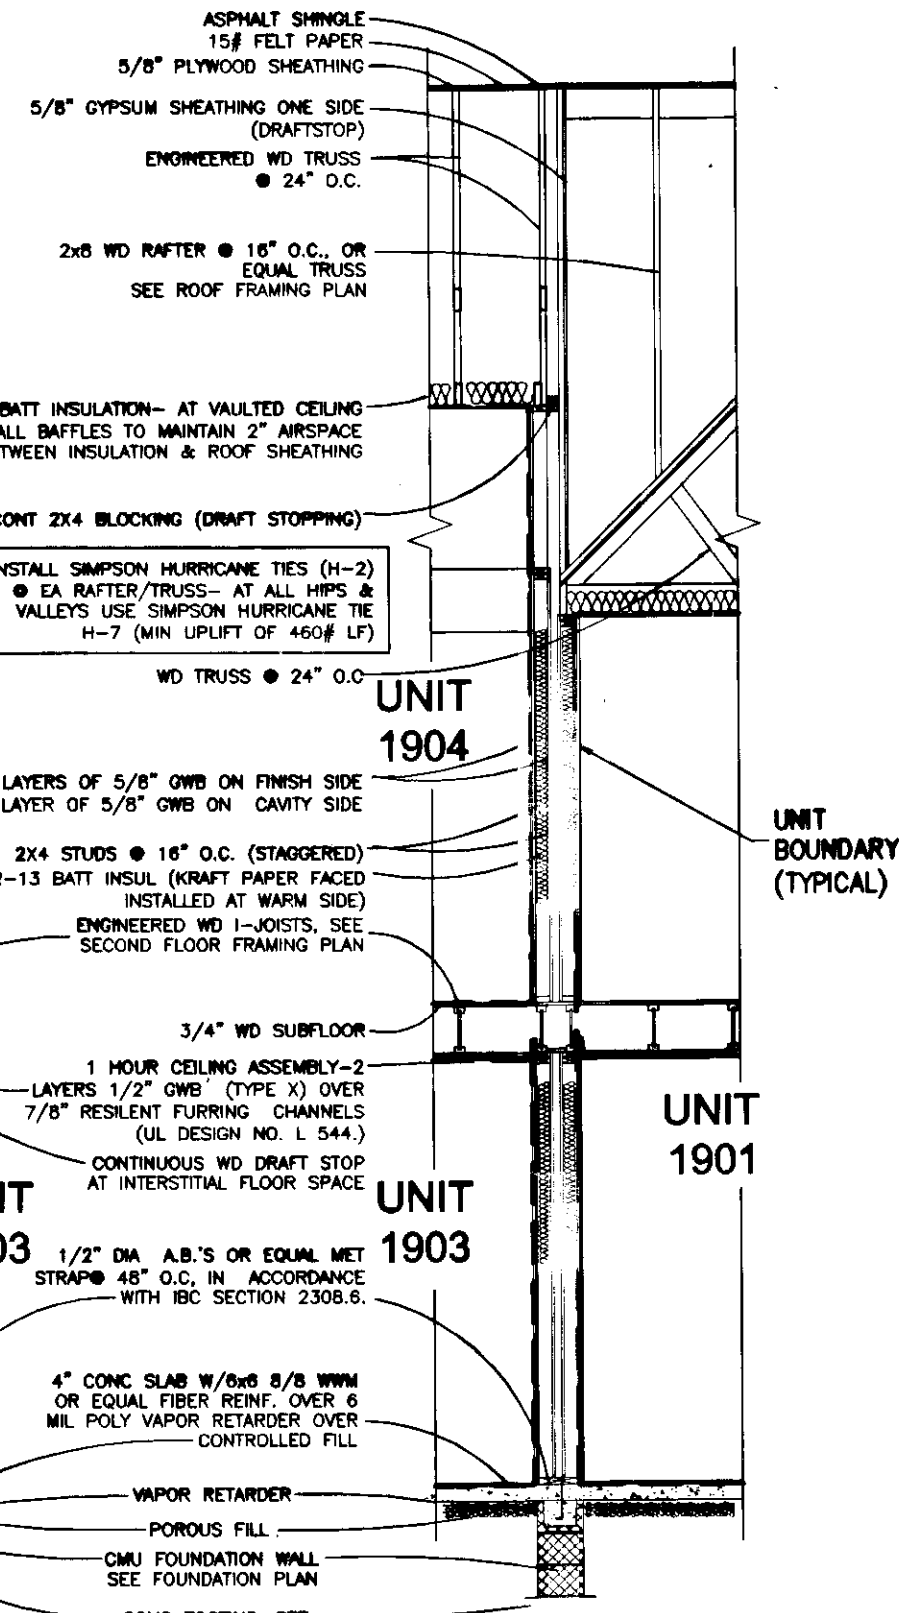 ASPHALT SHINGLE
15# FELT PAPER
5/8" PLYWOOD SHEATHING
5/8" GYPSUM SHEATHING ONE SIDE
(DRAFTSTOP)
ENGINEERED WD TRUSS
@ 24" O.C.
2x8 WD RAFTER @ 16" O.C., OR
EQUAL TRUSS
SEE ROOF FRAMING PLAN
BATT INSULATION- AT VAULTED CEILING
ALL BAFFLES TO MAINTAIN 2" AIRSPACE
TWEEN INSULATION & ROOF SHEATHING
CONT 2X4 BLOCKING (DRAFT STOPPING)
NSTALL SIMPSON HURRICANE TIES (H-2)
@ EA RAFTER/TRUSS- AT ALL HIPS &
VALLEYS USE SIMPSON HURRICANE TIE
H-7 (MIN UPLIFT OF 460# LF)
WD TRUSS @ 24" O.C
UNIT
1904
LAYERS OF 5/8" GWB ON FINISH SIDE
LAYER OF 5/8" GWB ON CAVITY SIDE
UNIT
BOUNDARY
(TYPICAL)
2X4 STUDS @ 16" O.C. (STAGGERED)
-13 BATT INSUL (KRAFT PAPER FACED
INSTALLED AT WARM SIDE)
ENGINEERED WD I-JOISTS, SEE
SECOND FLOOR FRAMING PLAN
3/4" WD SUBFLOOR
1 HOUR CEILING ASSEMBLY-2
LAYERS 1/2" GWB (TYPE X) OVER
7/8" RESILENT FURRING CHANNELS
(UL DESIGN NO. L 544.)
UNIT
1901
CONTINUOUS WD DRAFT STOP
AT INTERSTITIAL FLOOR SPACE
IT
03
UNIT
1903
1/2" DIA A.B.'S OR EQUAL MET
STRAP@ 48" O.C, IN ACCORDANCE
WITH IBC SECTION 2308.6.
4" CONC SLAB W/6x6 8/8 WWM
OR EQUAL FIBER REINF. OVER 6
MIL POLY VAPOR RETARDER OVER
CONTROLLED FILL
VAPOR RETARDER
POROUS FILL
CMU FOUNDATION WALL
SEE FOUNDATION PLAN